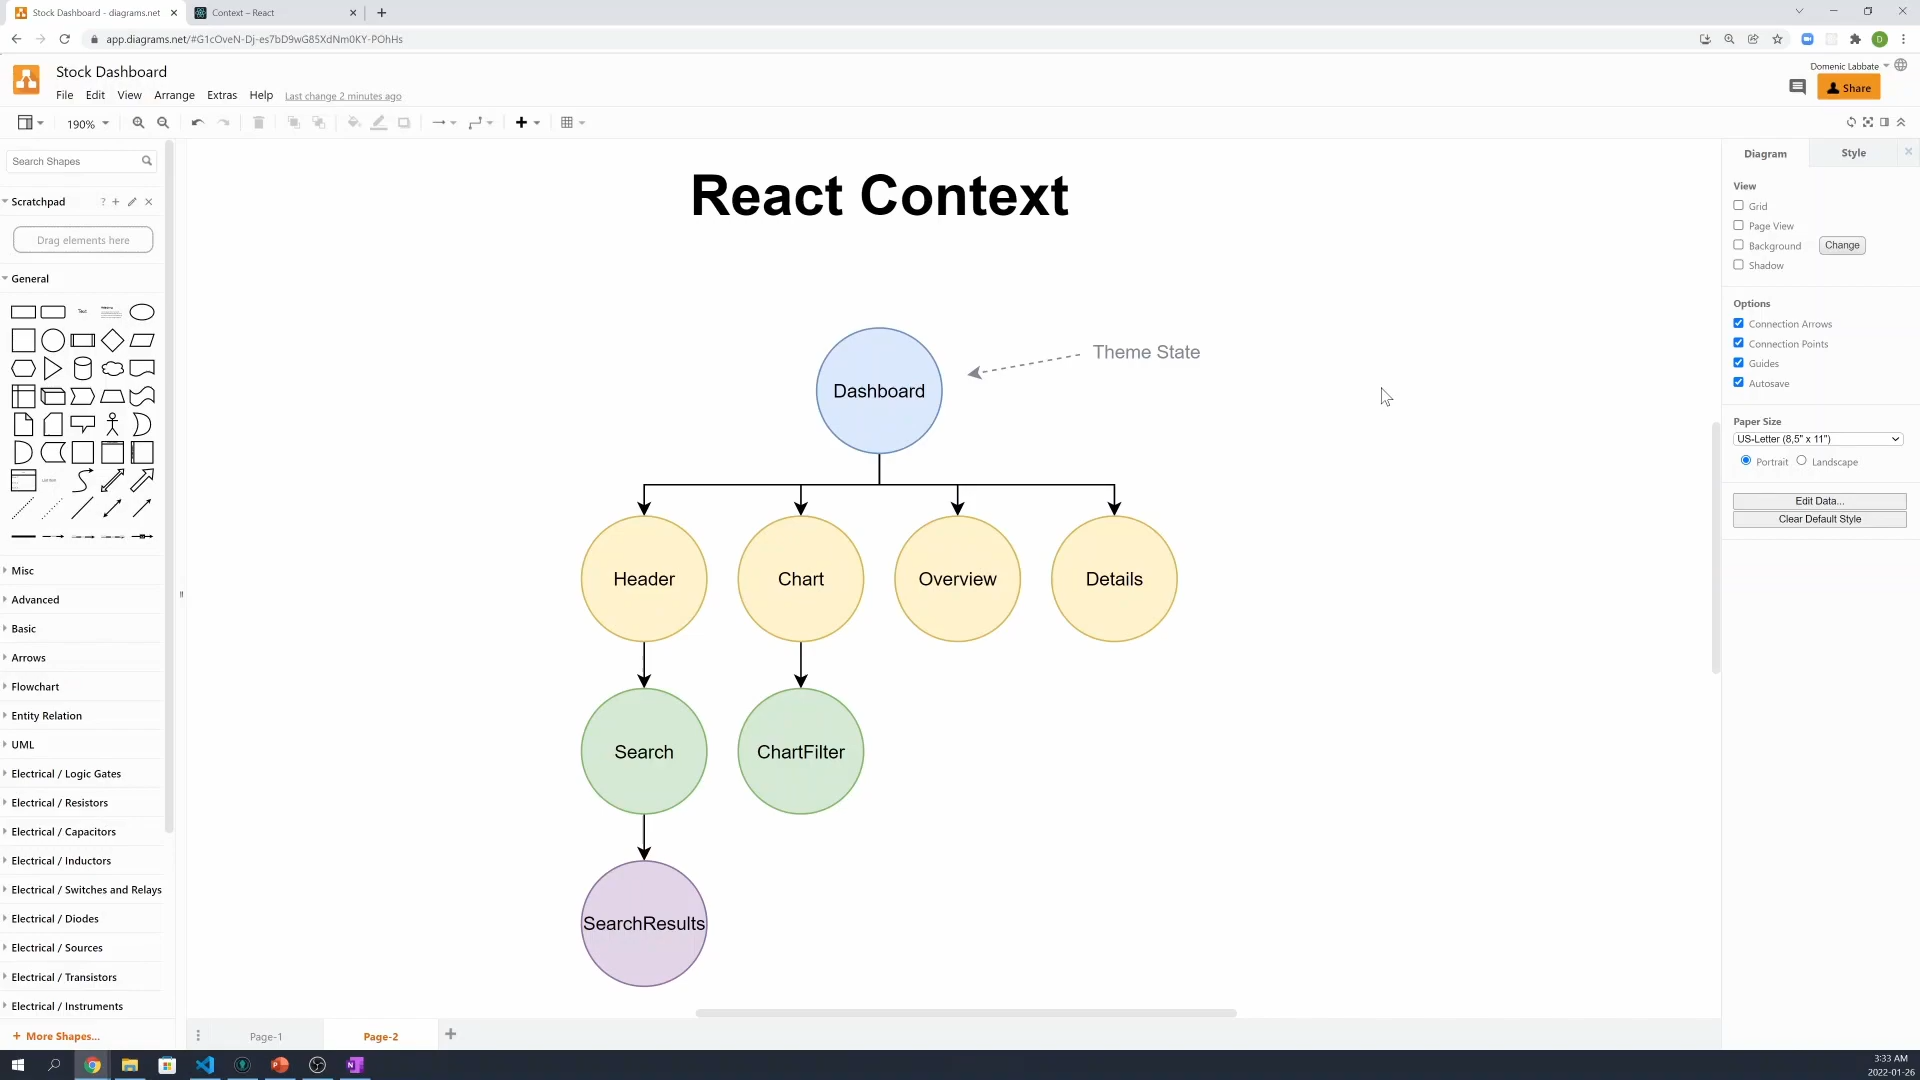 Stock Dashboard - diagrams.net
Context – React
app.diagrams.net/#G1cOveN-Dj-es7bD9wG85XdNm0KY-POhHs
D
Stock Dashboard
Domenic Labbate
File Edit View Arrange Extras Help Last change 2 minutes ago
Share
190%
Search Shapes
Scratchpad
?
Drag elements here
General
Text
Heading
List Item
Misc
Advanced
Basic
Arrows
Flowchart
Entity Relation
UML
Electrical / Logic Gates
Electrical / Resistors
Electrical / Capacitors
Electrical / Inductors
Electrical / Switches and Relays
Electrical / Diodes
Electrical / Sources
Electrical / Transistors
Electrical / Instruments
+ More Shapes...
React Context
Theme State
Dashboard
Header
Chart
Overview
Details
Search
ChartFilter
SearchResults
Diagram
Style
View
Grid
Page View
Background
Change
Shadow
Options
Connection Arrows
Connection Points
Guides
Autosave
Paper Size
US-Letter (8,5" x 11")
Portrait
Landscape
Edit Data...
Clear Default Style
Page-1
Page-2
3:33 AM
2022-01-26